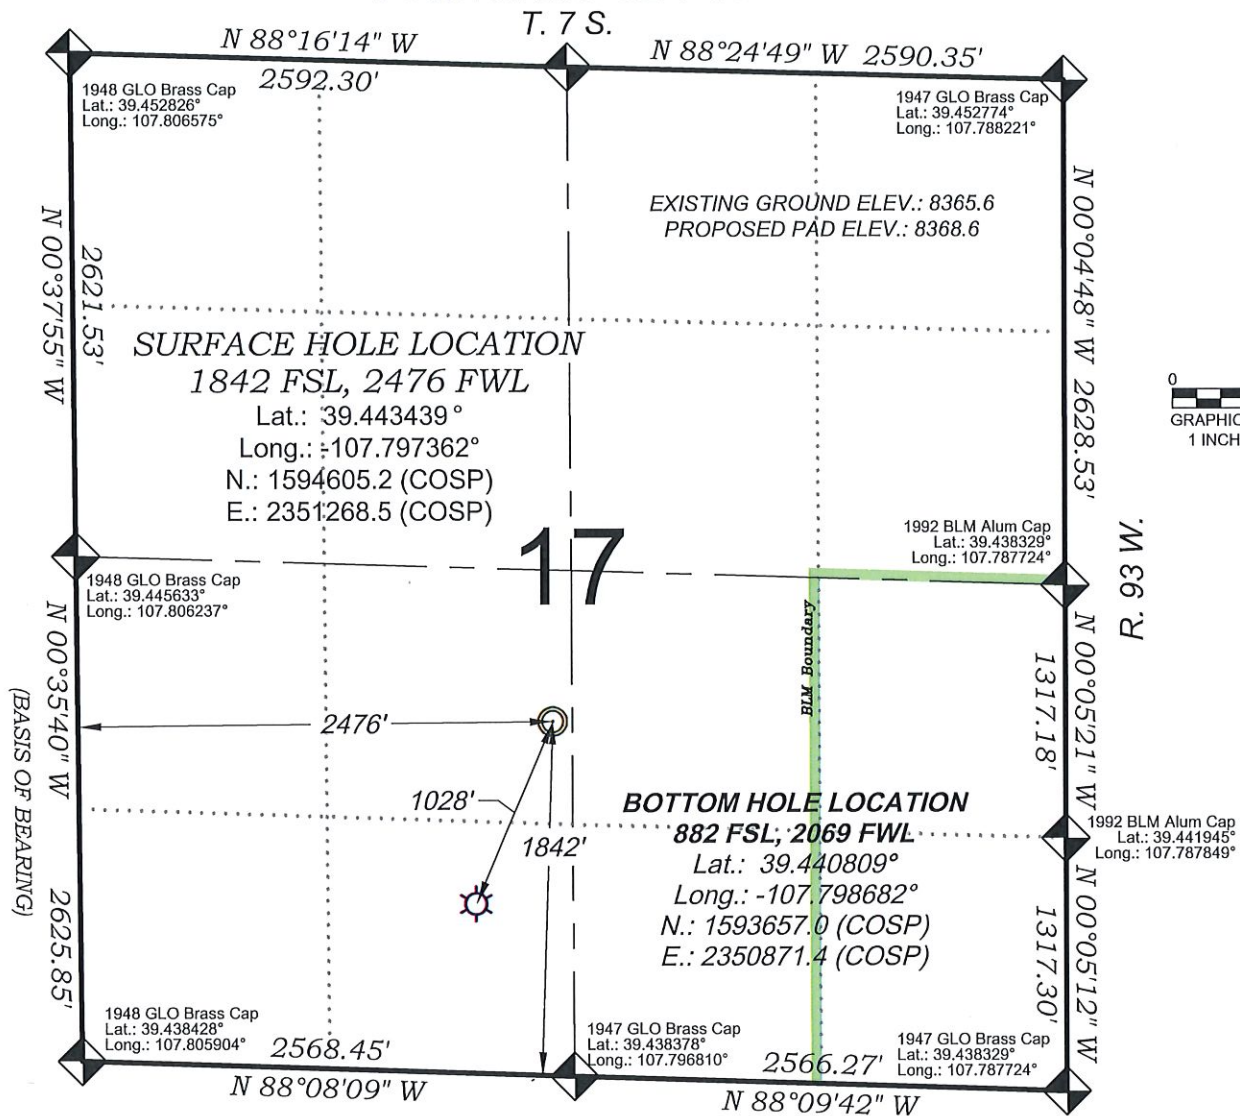 T. 7 S.
N 88°16'14" W
2592.30'
N 88°24'49" W 2590.35'
1948 GLO Brass Cap
Lat.: 39.452826°
Long.: 107.806575°
1947 GLO Brass Cap
Lat.: 39.452774°
Long.: 107.788221°
EXISTING GROUND ELEV.: 8365.6
PROPOSED PAD ELEV.: 8368.6
N 00°37'55" W
2621.53'
N 00°04'48" W 2628.53'
SURFACE HOLE LOCATION
1842 FSL, 2476 FWL
Lat.: 39.443439°
Long.: -107.797362°
N.: 1594605.2 (COSP)
E.: 2351268.5 (COSP)
0
GRAPHIC
1 INCH
17
1992 BLM Alum Cap
Lat.: 39.438329°
Long.: 107.787724°
R. 93 W.
1948 GLO Brass Cap
Lat.: 39.445633°
Long.: 107.806237°
BLM Boundary
N 00°35'40" W
2625.85'
(BASIS OF BEARING)
2476'
1028'
1842'
N 00°05'21" W
1317.18'
BOTTOM HOLE LOCATION
882 FSL, 2069 FWL
Lat.: 39.440809°
Long.: -107.798682°
N.: 1593657.0 (COSP)
E.: 2350871.4 (COSP)
1992 BLM Alum Cap
Lat.: 39.441945°
Long.: 107.787849°
N 00°05'12" W
1317.30'
1948 GLO Brass Cap
Lat.: 39.438428°
Long.: 107.805904°
2568.45'
N 88°08'09" W
1947 GLO Brass Cap
Lat.: 39.438378°
Long.: 107.796810°
2566.27'
N 88°09'42" W
1947 GLO Brass Cap
Lat.: 39.438329°
Long.: 107.787724°